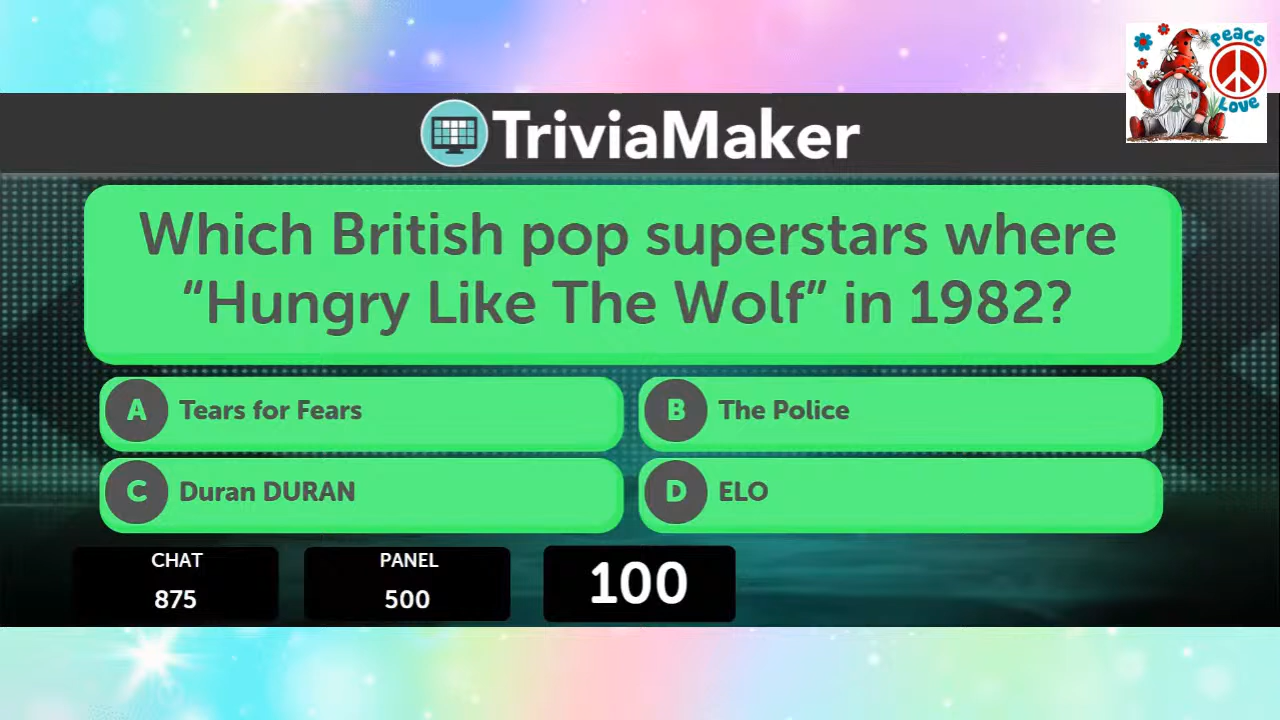 Peace
Love
TriviaMaker
Which British pop superstars where
“Hungry Like The Wolf” in 1982?
A Tears for Fears
B The Police
C Duran DURAN
D ELO
CHAT
875
PANEL
500
100